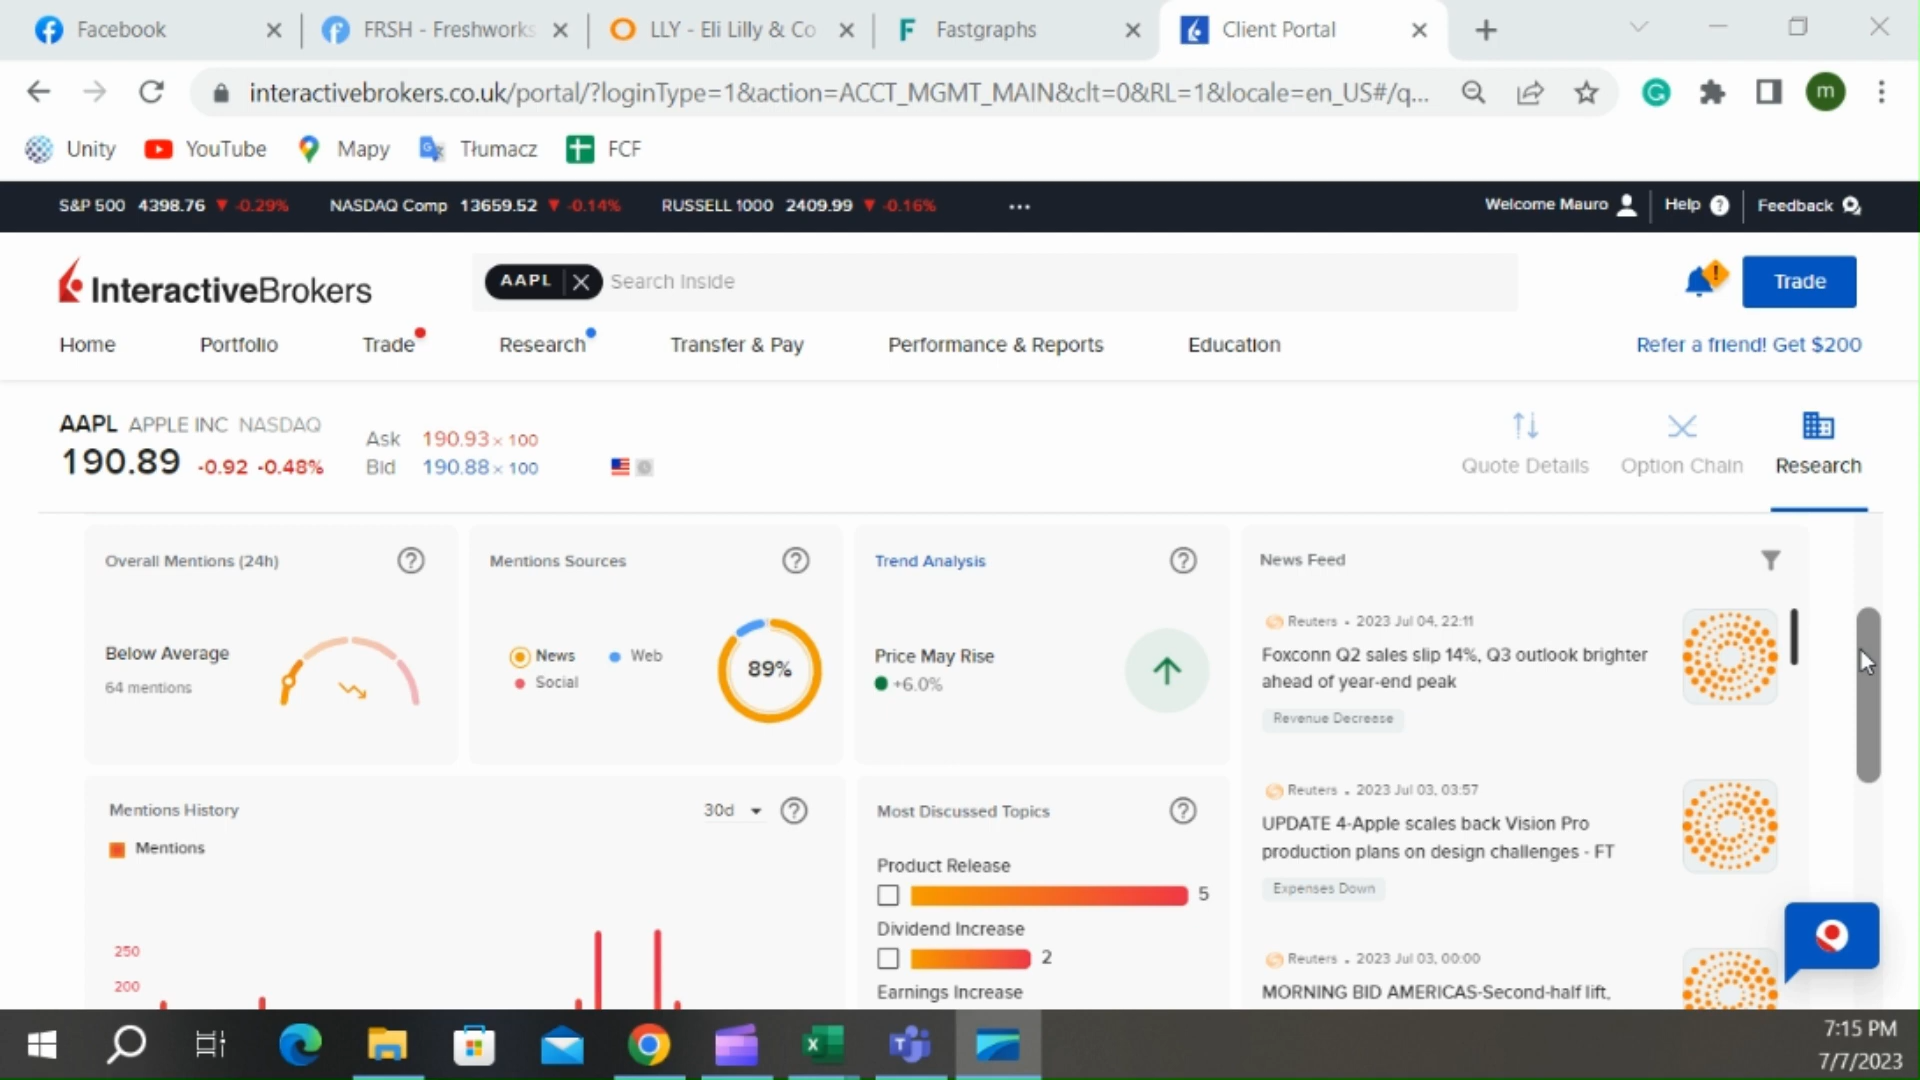 Facebook
FRSH - Freshworks
LLY - Eli Lilly & Co
Fastgraphs
Client Portal
interactivebrokers.co.uk/portal/?loginType=1&action=ACCT_MGMT_MAIN&clt=0&RL=1&locale=en_US#/q...
m
Unity
YouTube
Mapy
Tłumacz
FCF
S&P 500 4398.76 ▼ -0.29%
NASDAQ Comp 13659.52 ▼ -0.14%
RUSSELL 1000 2409.99 ▼ -0.16%
...
Welcome Mauro
Help
Feedback
InteractiveBrokers
AAPL
Search Inside
Trade
Home
Portfolio
Trade
Research
Transfer & Pay
Performance & Reports
Education
Refer a friend! Get $200
AAPL APPLE INC NASDAQ
190.89 -0.92 -0.48%
Ask 190.93 × 100
Bid 190.88 × 100
Quote Details
Option Chain
Research
Overall Mentions (24h)
Below Average
64 mentions
Mentions Sources
News
Web
Social
89%
Trend Analysis
Price May Rise
+6.0%
News Feed
Reuters • 2023 Jul 04, 22:11
Foxconn Q2 sales slip 14%, Q3 outlook brighter
ahead of year-end peak
Revenue Decrease
Reuters • 2023 Jul 03, 03:57
UPDATE 4-Apple scales back Vision Pro
production plans on design challenges - FT
Expenses Down
Reuters • 2023 Jul 03, 00:00
MORNING BID AMERICAS-Second-half lift,
Mentions History
30d
Mentions
250
200
Most Discussed Topics
Product Release
5
Dividend Increase
2
Earnings Increase
7:15 PM
7/7/2023